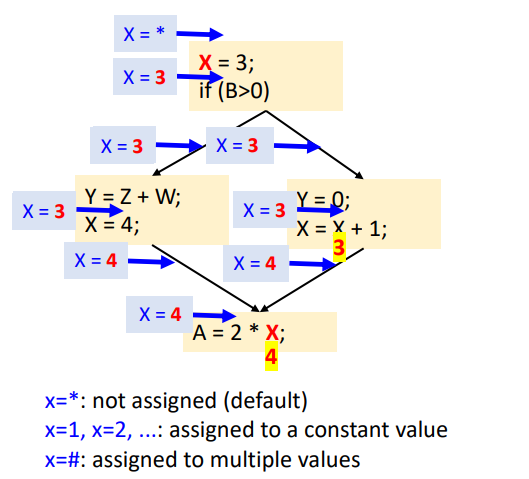 X = *
X = 3;
X = 3
if (B>0)
X = 3
X = 3
Y = Z + W;
Y = 0;
X = 3
X = 3
X = 4;
X = X + 1;
3
X = 4
X = 4
X = 4
A = 2 * X;
4
x=*: not assigned (default)
x=1, x=2, ...: assigned to a constant value
x=#: assigned to multiple values